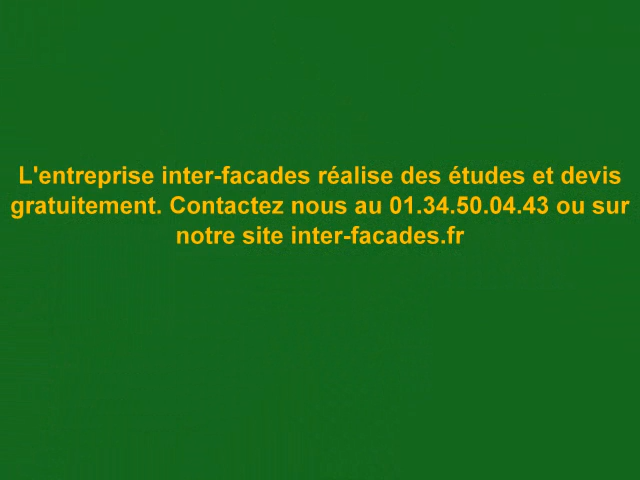 L'entreprise inter-facades réalise des études et devis
gratuitement. Contactez nous au 01.34.50.04.43 ou sur
notre site inter-facades.fr